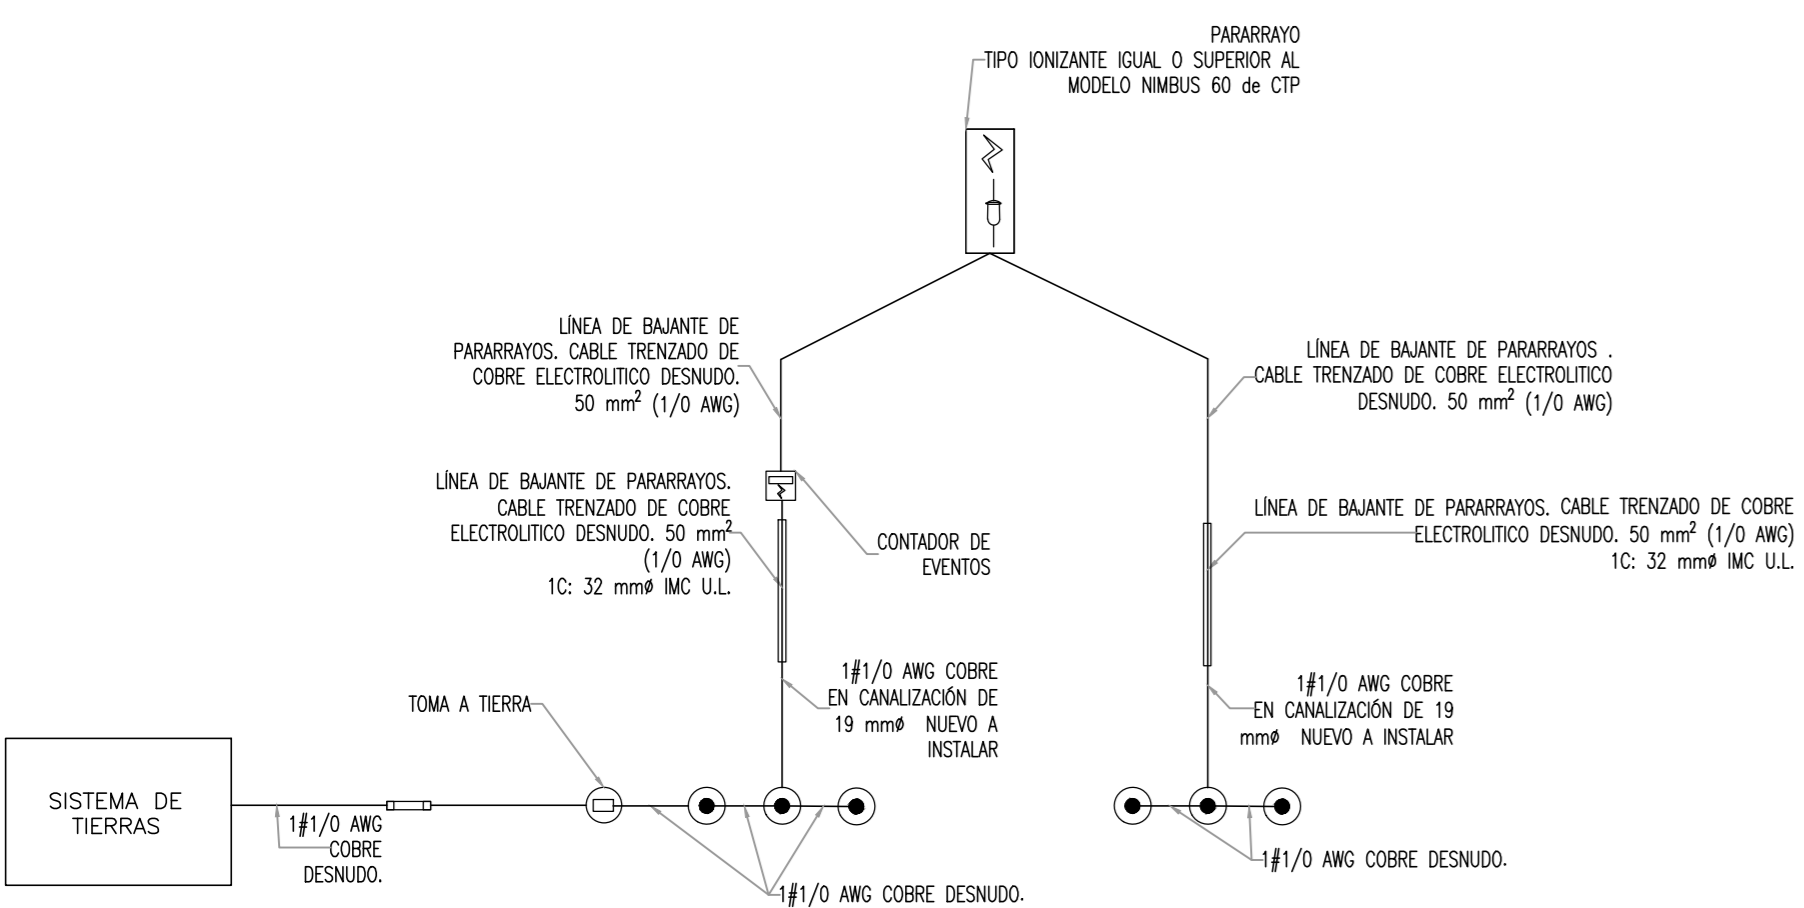 PARARRAYO
TIPO IONIZANTE IGUAL O SUPERIOR AL
MODELO NIMBUS 60 de CTP
LÍNEA DE BAJANTE DE
PARARRAYOS. CABLE TRENZADO DE
COBRE ELECTROLITICO DESNUDO.
50 mm² (1/0 AWG)
LÍNEA DE BAJANTE DE PARARRAYOS .
CABLE TRENZADO DE COBRE ELECTROLITICO
DESNUDO. 50 mm² (1/0 AWG)
LÍNEA DE BAJANTE DE PARARRAYOS.
CABLE TRENZADO DE COBRE
ELECTROLITICO DESNUDO. 50 mm²
(1/0 AWG)
1C: 32 mmø IMC U.L.
CONTADOR DE
EVENTOS
LÍNEA DE BAJANTE DE PARARRAYOS. CABLE TRENZADO DE COBRE
ELECTROLITICO DESNUDO. 50 mm² (1/0 AWG)
1C: 32 mmø IMC U.L.
1#1/0 AWG COBRE
EN CANALIZACIÓN DE
19 mmø NUEVO A
INSTALAR
1#1/0 AWG COBRE
EN CANALIZACIÓN DE 19
mmø NUEVO A INSTALAR
TOMA A TIERRA
SISTEMA DE
TIERRAS
1#1/0 AWG
COBRE
DESNUDO.
1#1/0 AWG COBRE DESNUDO.
1#1/0 AWG COBRE DESNUDO.